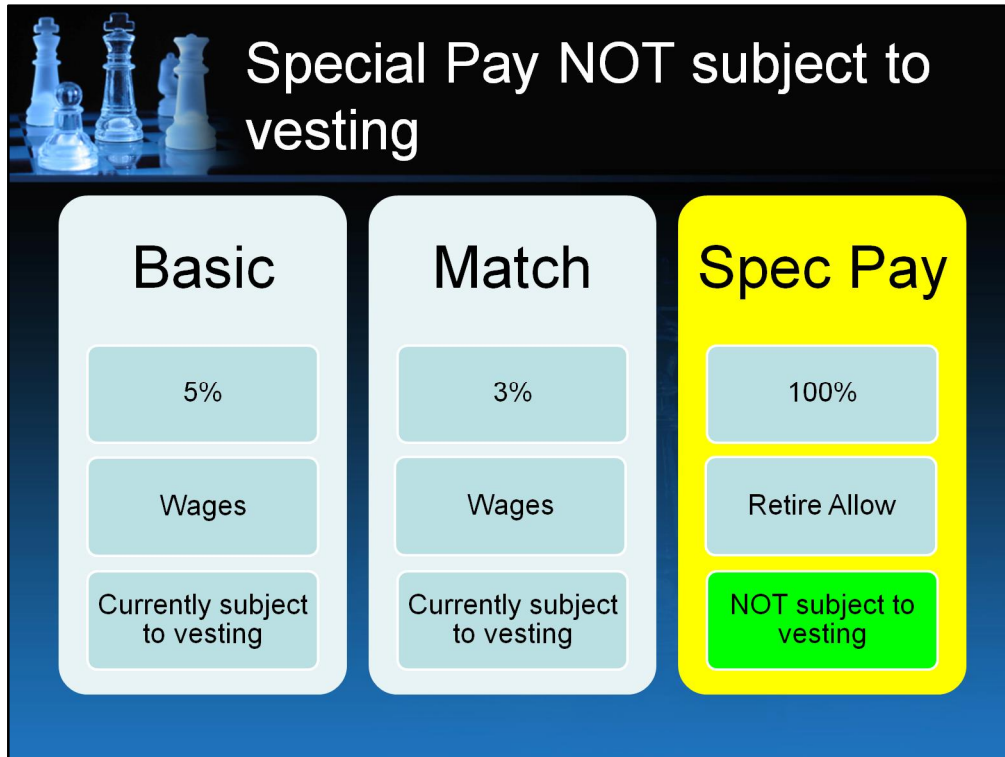 Special Pay NOT subject to
vesting
Basic
5%
Wages
Currently subject
to vesting
Match
3%
Wages
Currently subject
to vesting
Spec Pay
100%
Retire Allow
NOT subject to
vesting